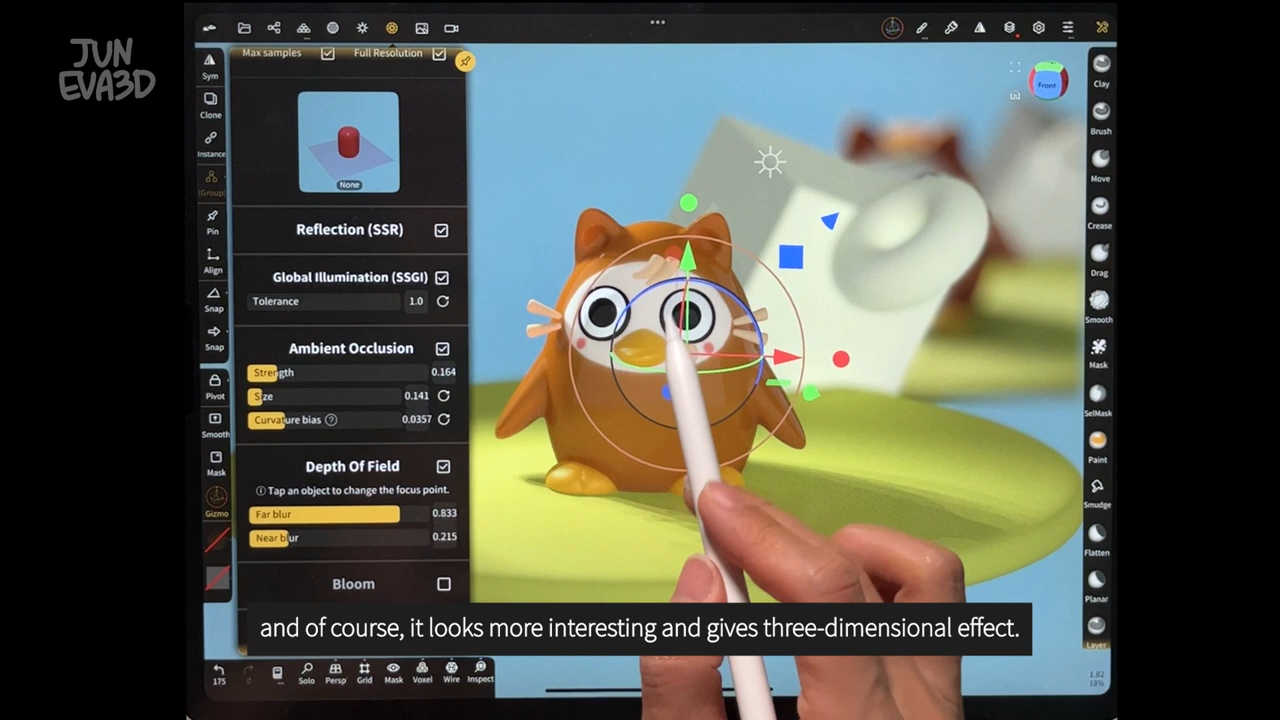 JUN
EVA3D
Max samples
Full Resolution
None
Reflection (SSR)
Global Illumination (SSGI)
Tolerance 1.0
Ambient Occlusion
Strength 0.164
Size 0.141
Curvature bias ? 0.0357
Depth Of Field
Tap an object to change the focus point.
Far blur 0.833
Near blur 0.215
Bloom
Sym
Clone
Instance
(Group)
Pin
Align
Snap
Snap
Pivot
Smooth
Mask
Gizmo
Front
Clay
Brush
Move
Crease
Drag
Smooth
Mask
SelMask
Paint
Smudge
Flatten
Planar
Layer
and of course, it looks more interesting and gives three-dimensional effect.
175
Solo
Persp
Grid
Mask
Voxel
Wire
Inspect